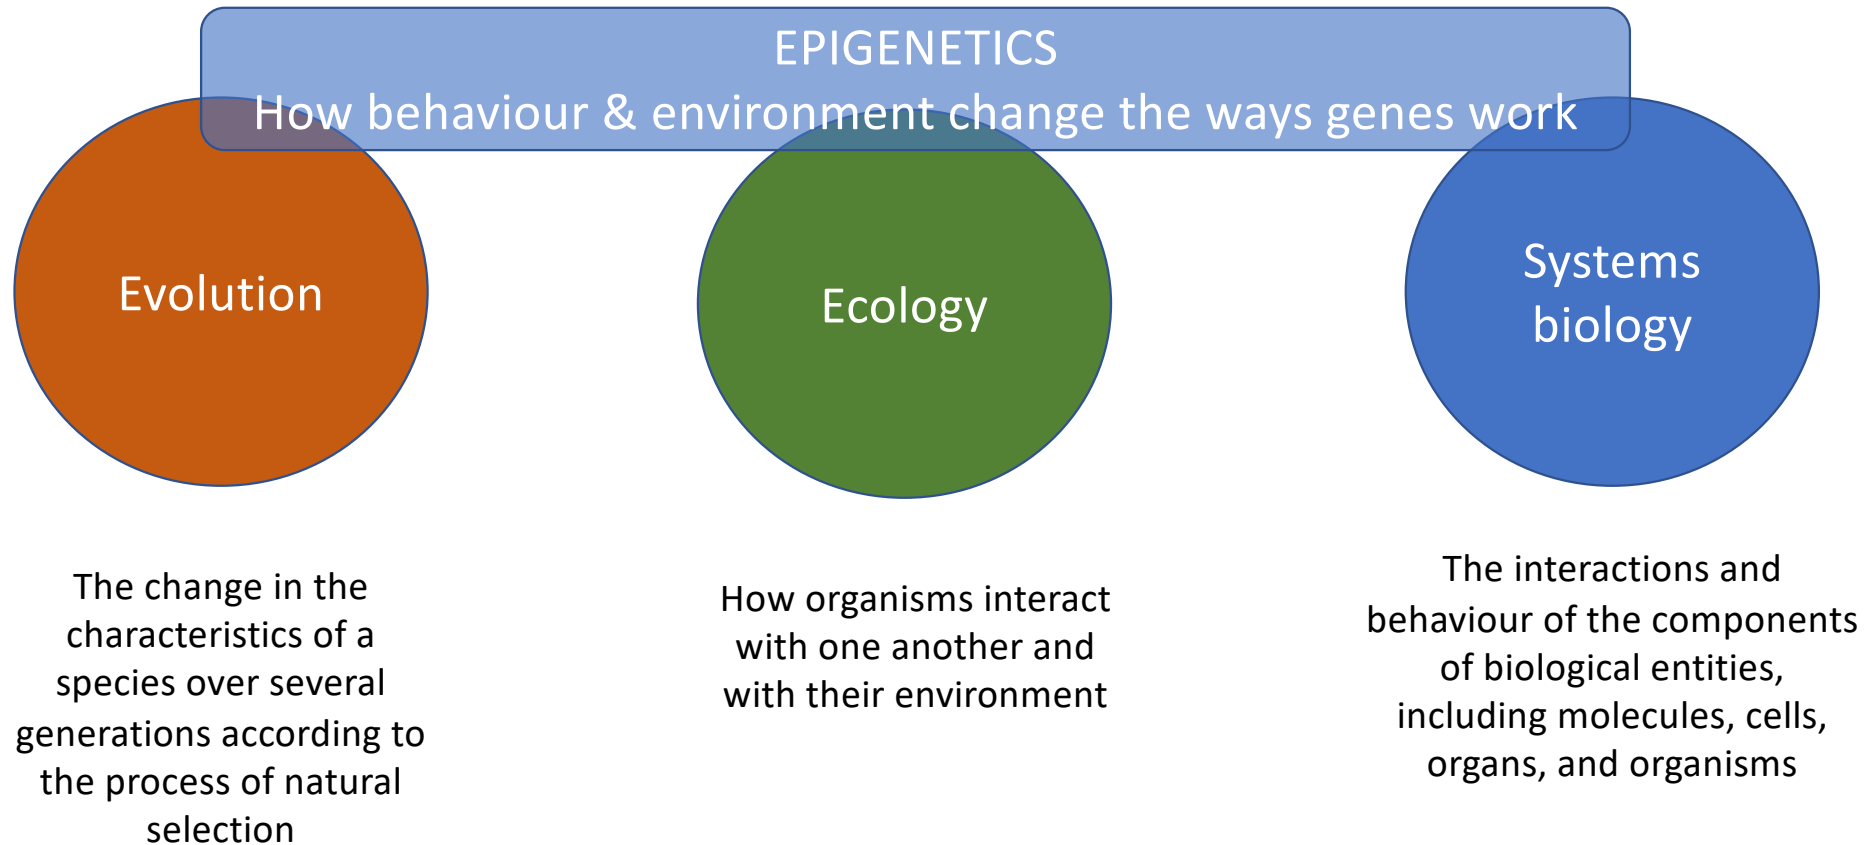 EPIGENETICS
How behaviour & environment change the ways genes work
Evolution
Ecology
Systems
biology
The change in the
characteristics of a
species over several
generations according to
the process of natural
selection
How organisms interact
with one another and
with their environment
The interactions and
behaviour of the components
of biological entities,
including molecules, cells,
organs, and organisms